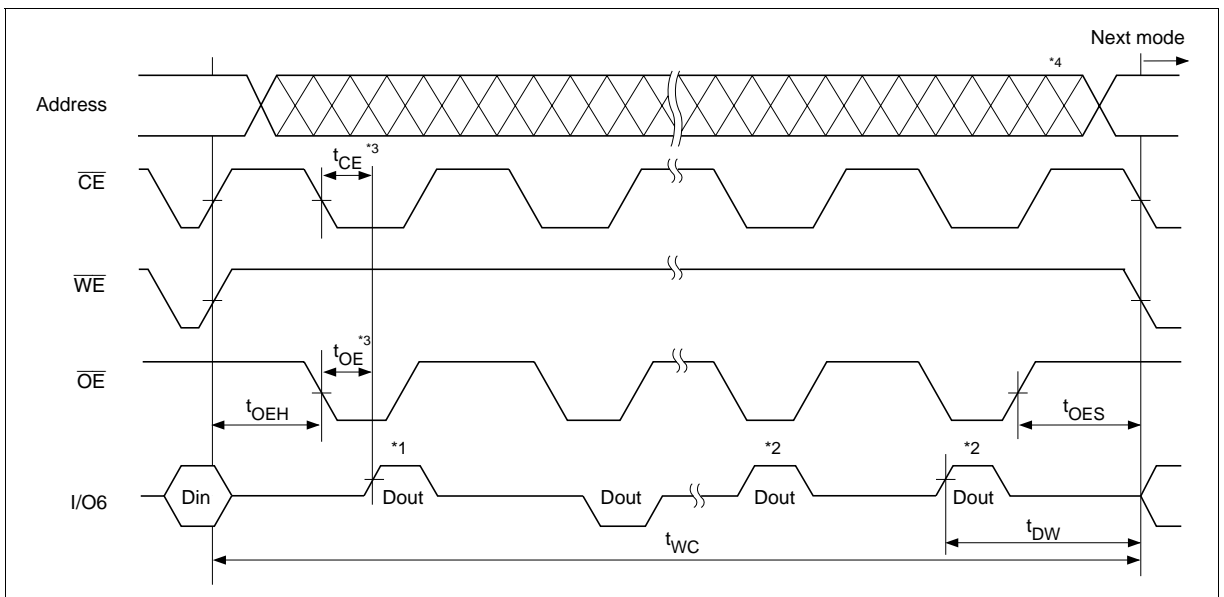 Next mode
*4
Address
tCE *3
CE
WE
tOE *3
OE
tOEH
tOES
*1
*2
*2
I/O6
Din
Dout
Dout
Dout
Dout
tDW
tWC